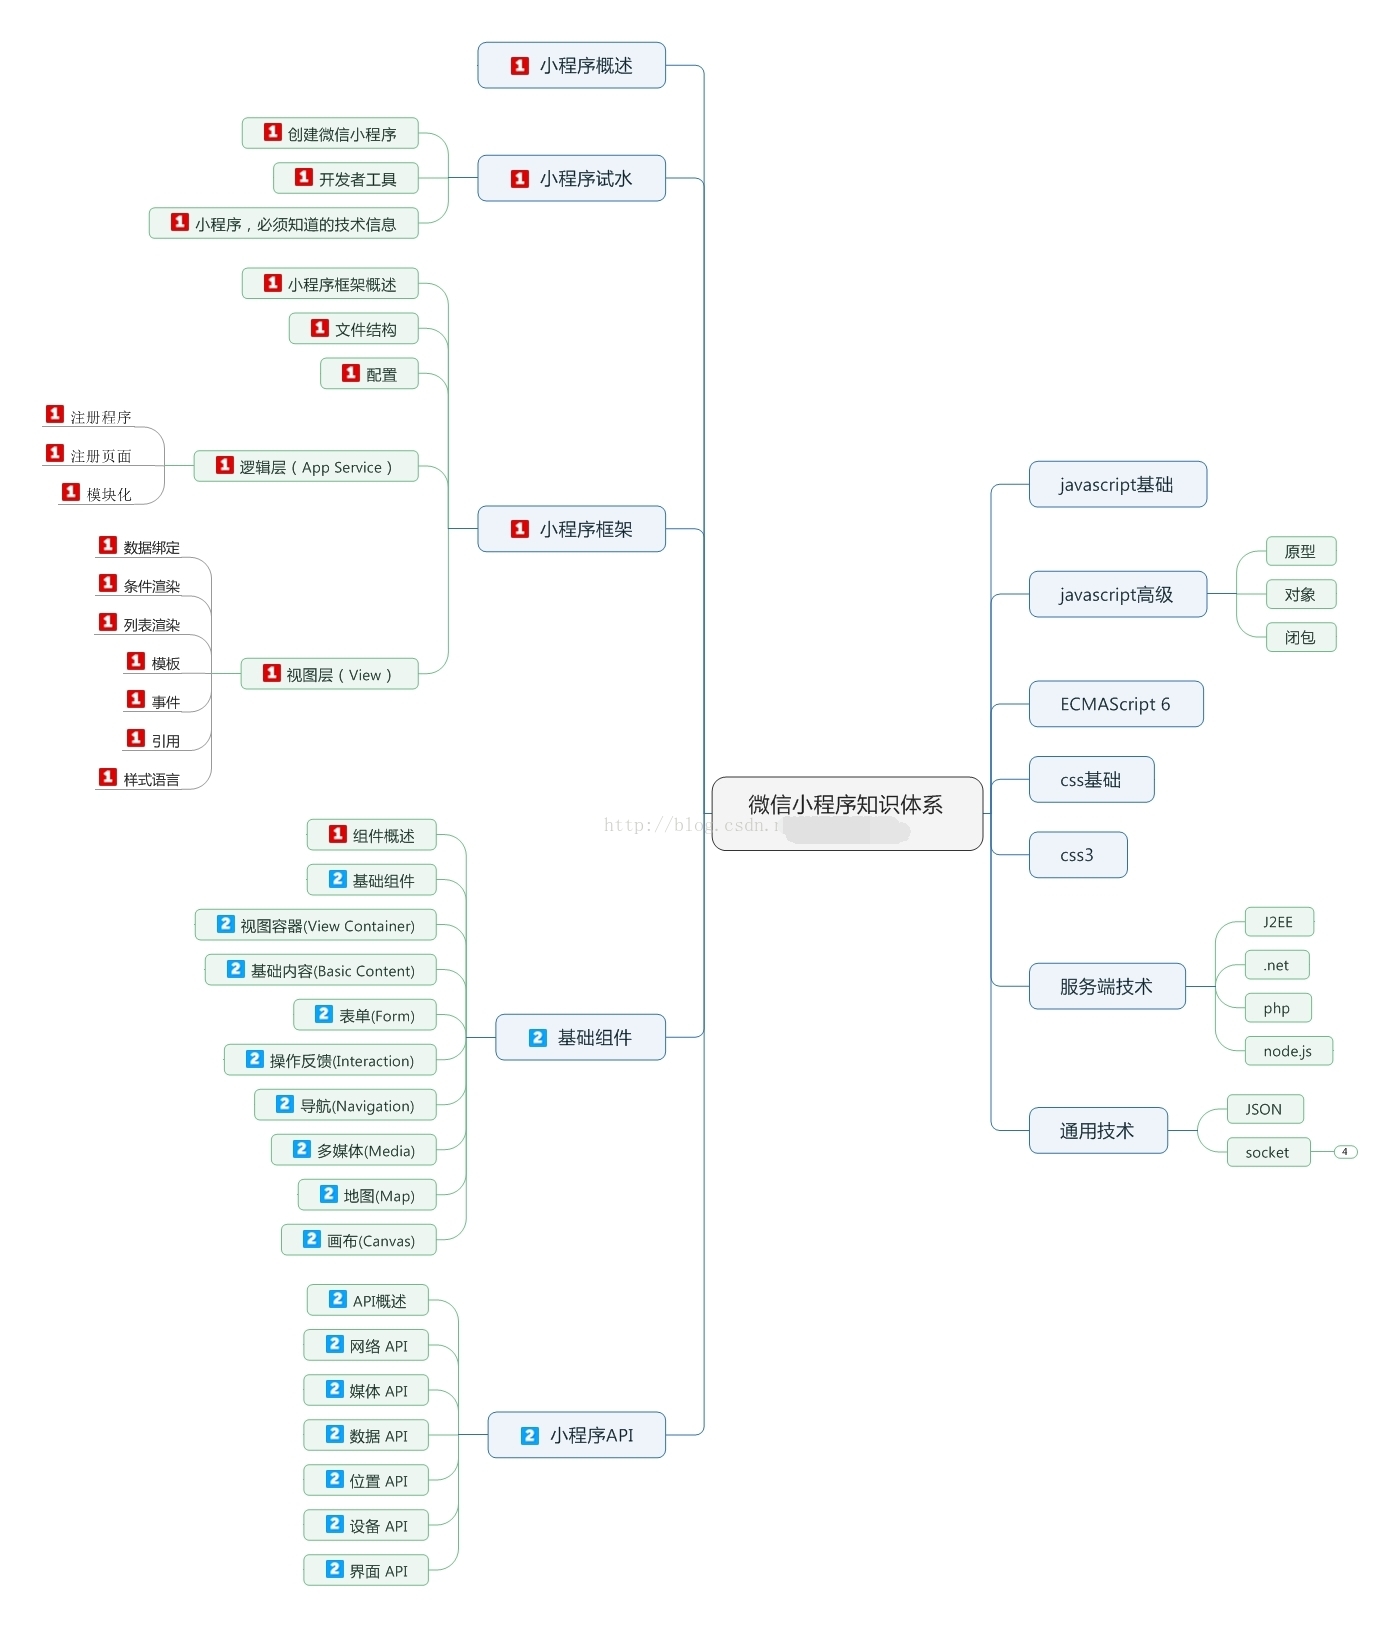 1 小程序概述
1 小程序试水
1 创建微信小程序
1 开发者工具
1 小程序，必须知道的技术信息
1 小程序框架
1 小程序框架概述
1 文件结构
1 配置
1 逻辑层（App Service）
1 注册程序
1 注册页面
1 模块化
1 视图层（View）
1 数据绑定
1 条件渲染
1 列表渲染
1 模板
1 事件
1 引用
1 样式语言
2 基础组件
1 组件概述
2 基础组件
2 视图容器(View Container)
2 基础内容(Basic Content)
2 表单(Form)
2 操作反馈(Interaction)
2 导航(Navigation)
2 多媒体(Media)
2 地图(Map)
2 画布(Canvas)
2 小程序API
2 API概述
2 网络 API
2 媒体 API
2 数据 API
2 位置 API
2 设备 API
2 界面 API
微信小程序知识体系
http://blog.csdn.
javascript基础
javascript高级
原型
对象
闭包
ECMAScript 6
css基础
css3
服务端技术
J2EE
.net
php
node.js
通用技术
JSON
socket
4